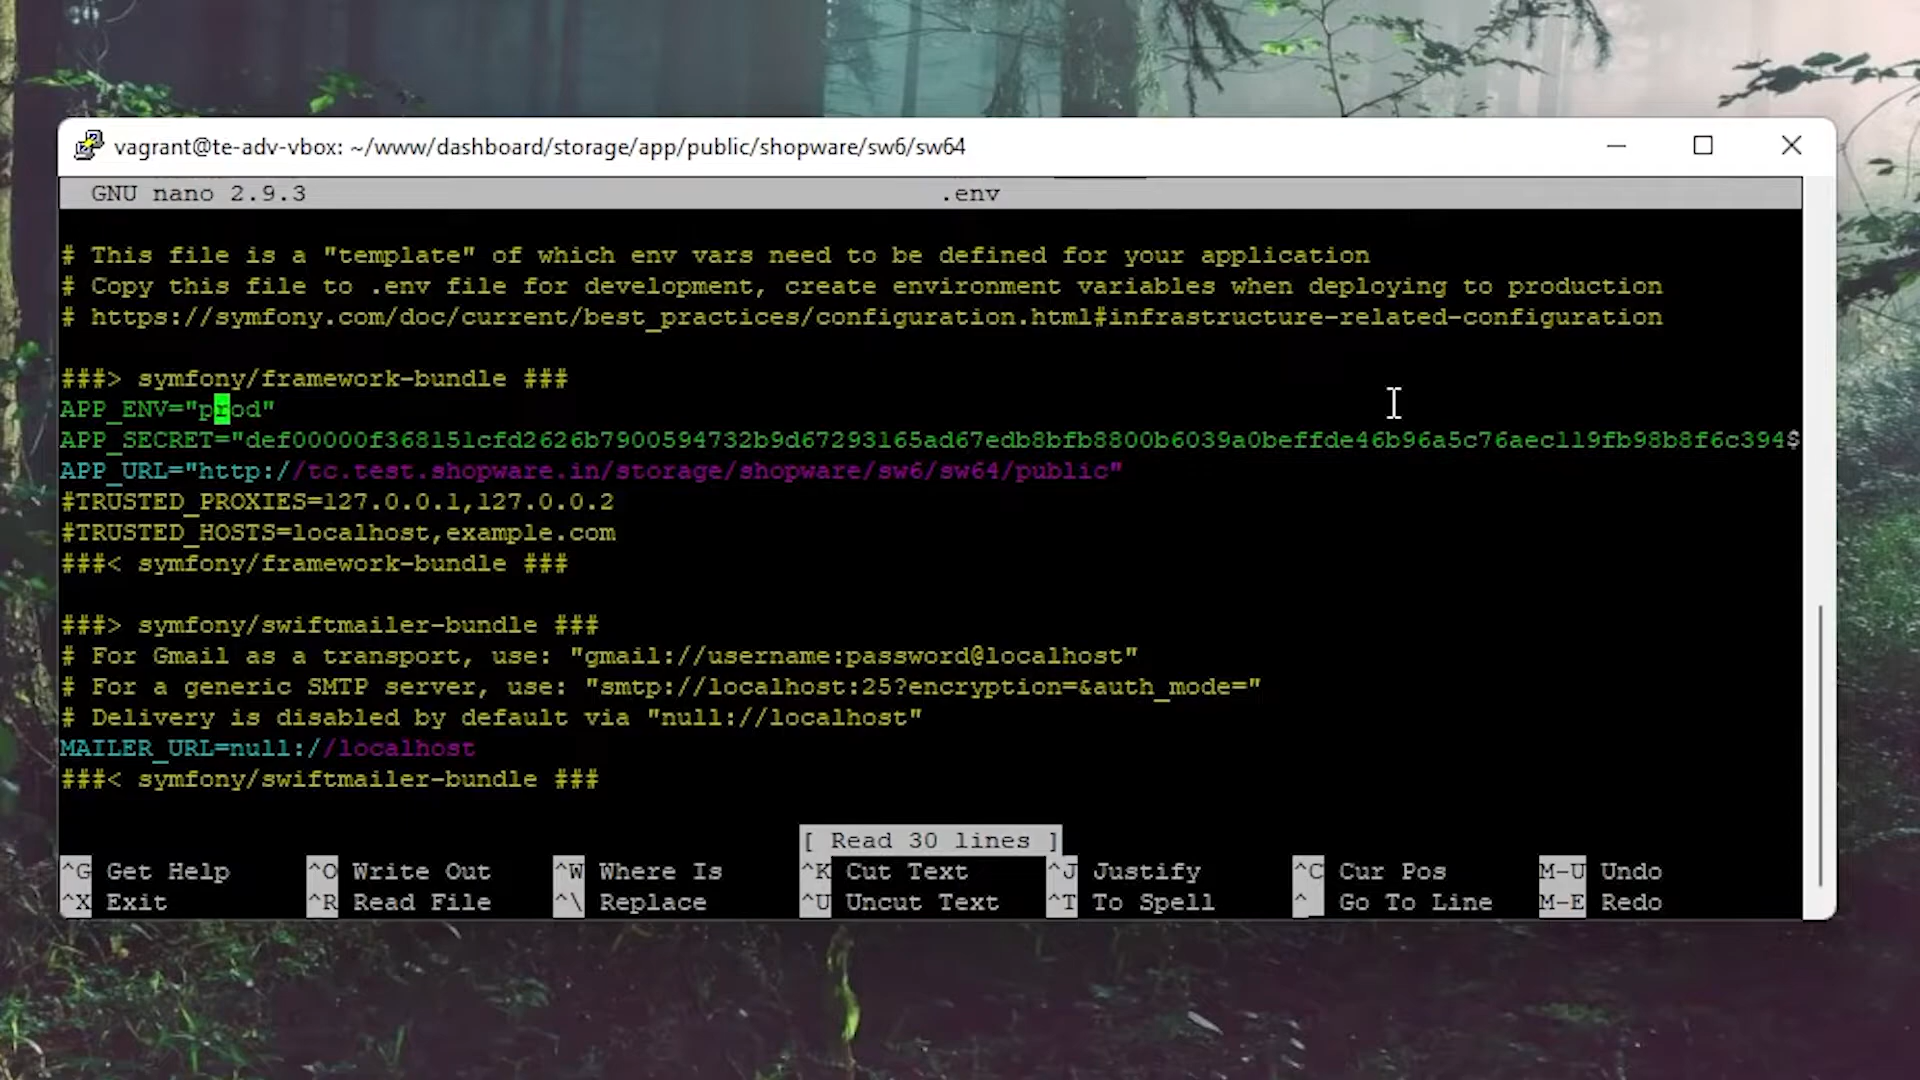 vagrant@te-adv-vbox: ~/www/dashboard/storage/app/public/shopware/sw6/sw64
GNU nano 2.9.3 .env
# This file is a "template" of which env vars need to be defined for your application
# Copy this file to .env file for development, create environment variables when deploying to production
# https://symfony.com/doc/current/best_practices/configuration.html#infrastructure-related-configuration
###> symfony/framework-bundle ###
APP_ENV="prod"
APP_SECRET="def00000f368151cfd2626b7900594732b9d67293165ad67edb8bfb8800b6039a0beffde46b96a5c76aec119fb98b8f6c394$
APP_URL="http://tc.test.shopware.in/storage/shopware/sw6/sw64/public"
#TRUSTED_PROXIES=127.0.0.1,127.0.0.2
#TRUSTED_HOSTS=localhost,example.com
###< symfony/framework-bundle ###
###> symfony/swiftmailer-bundle ###
# For Gmail as a transport, use: "gmail://username:password@localhost"
# For a generic SMTP server, use: "smtp://localhost:25?encryption=&auth_mode="
# Delivery is disabled by default via "null://localhost"
MAILER_URL=null://localhost
###< symfony/swiftmailer-bundle ###
[ Read 30 lines ]
^G Get Help ^O Write Out ^W Where Is ^K Cut Text ^J Justify ^C Cur Pos M-U Undo
^X Exit ^R Read File ^\ Replace ^U Uncut Text ^T To Spell ^_ Go To Line M-E Redo